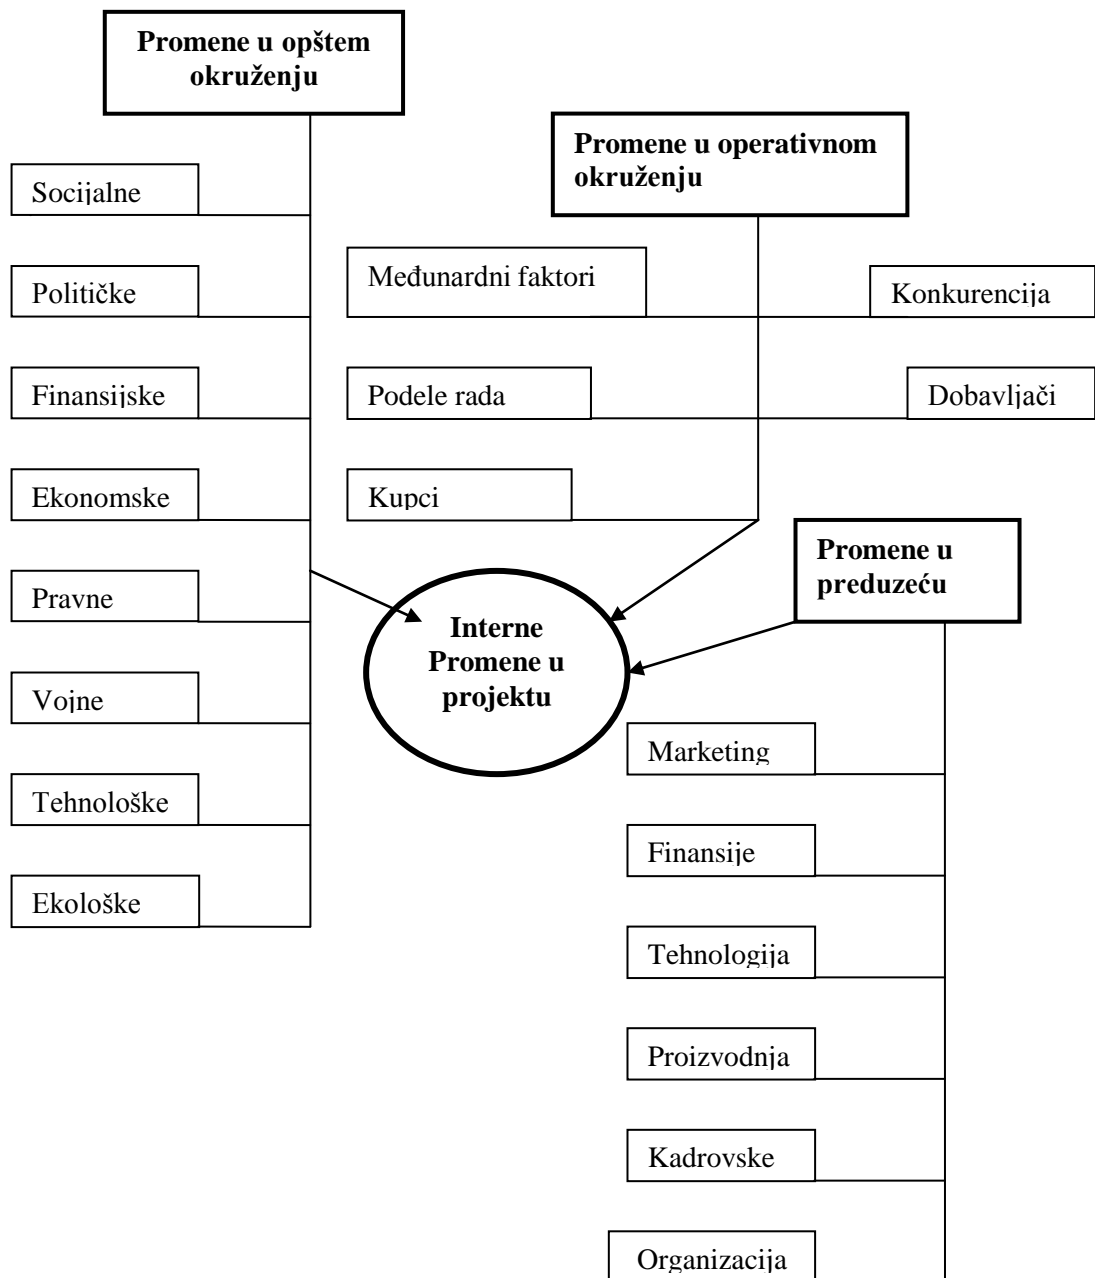 Promene u opštem
okruženju
Socijalne
Političke
Finansijske
Ekonomske
Pravne
Vojne
Tehnološke
Ekološke
Promene u operativnom
okruženju
Međunardni faktori
Podele rada
Kupci
Konkurencija
Dobavljači
Interne
Promene u
projektu
Promene u
preduzeću
Marketing
Finansije
Tehnologija
Proizvodnja
Kadrovske
Organizacija